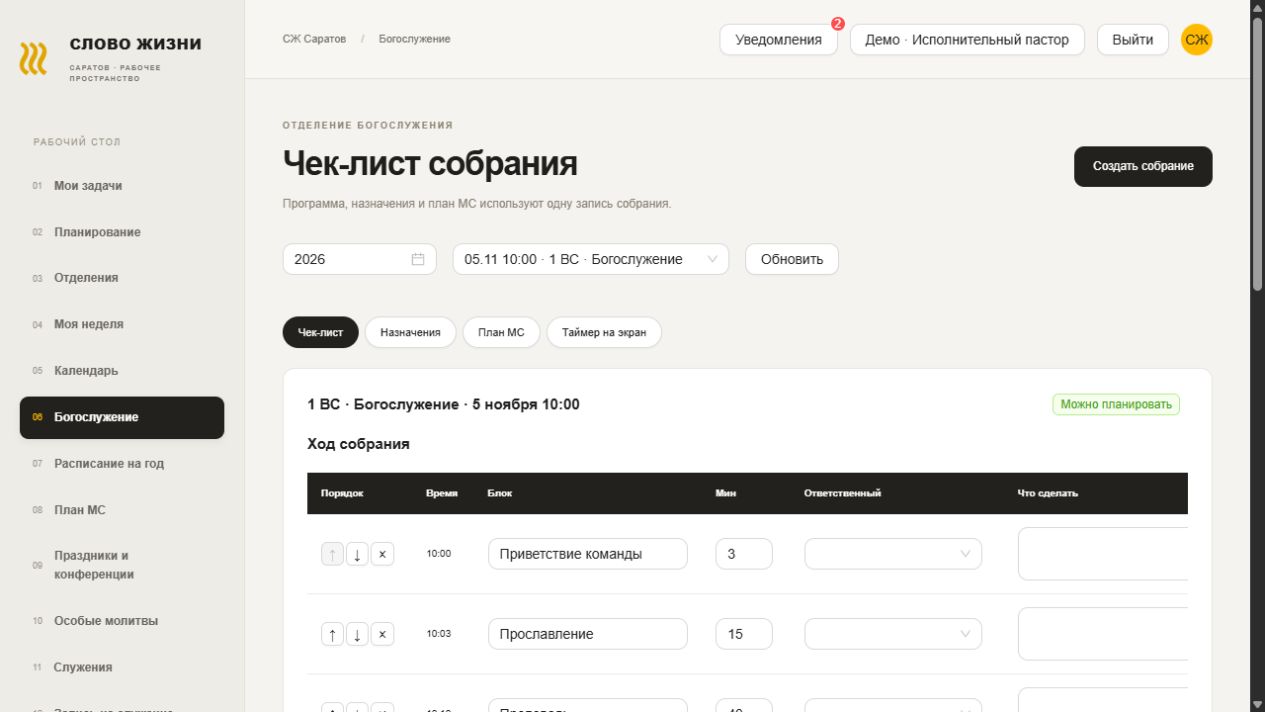 СЛОВО ЖИЗНИ
САРАТОВ · РАБОЧЕЕ
ПРОСТРАНСТВО
РАБОЧИЙ СТОЛ
01 Мои задачи
02 Планирование
03 Отделения
04 Моя неделя
05 Календарь
06 Богослужение
07 Расписание на год
08 План МС
09 Праздники и
конференции
10 Особые молитвы
11 Служения
СЖ Саратов / Богослужение
Уведомления 2
Демо · Исполнительный пастор
Выйти
СЖ
ОТДЕЛЕНИЕ БОГОСЛУЖЕНИЯ
Чек-лист собрания
Создать собрание
Программа, назначения и план МС используют одну запись собрания.
2026
05.11 10:00 · 1 ВС · Богослужение
Обновить
Чек-лист Назначения План МС Таймер на экран
1 ВС · Богослужение · 5 ноября 10:00
Можно планировать
Ход собрания
Порядок Время Блок Мин Ответственный Что сделать
↑ ↓ × 10:00 Приветствие команды 3
↑ ↓ × 10:03 Прославление 15